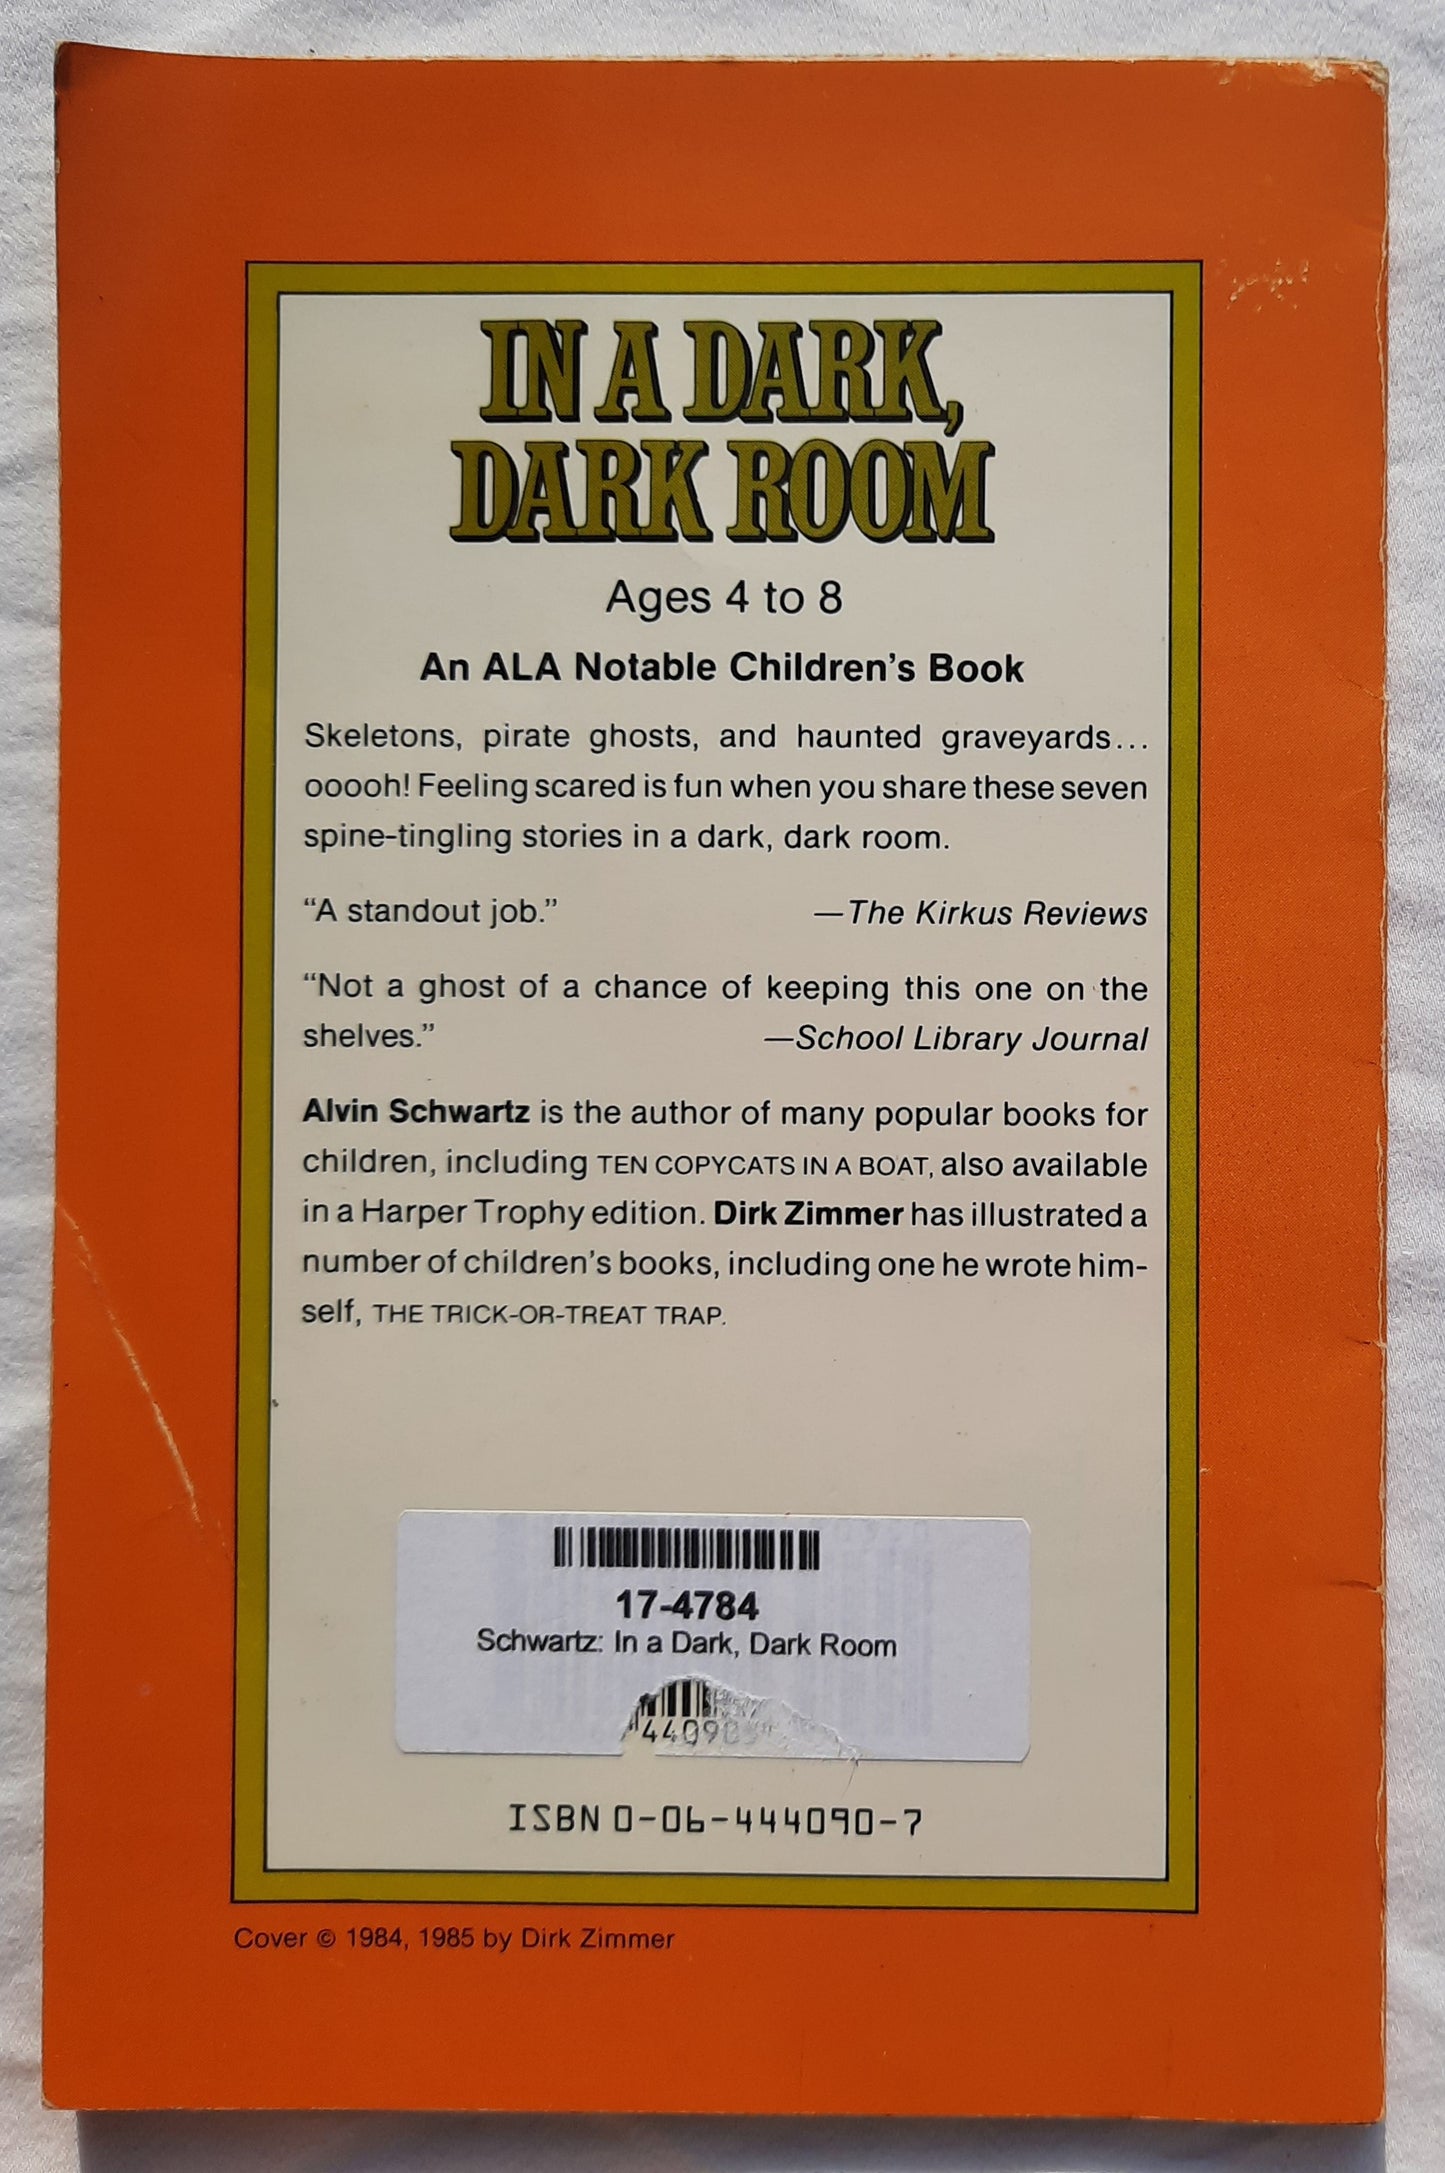 IN A DARK,
DARK ROOM
Ages 4 to 8
An ALA Notable Children's Book
Skeletons, pirate ghosts, and haunted graveyards...
ooooh! Feeling scared is fun when you share these seven
spine-tingling stories in a dark, dark room.
“A standout job.” —The Kirkus Reviews
“Not a ghost of a chance of keeping this one on the
shelves.” —School Library Journal
Alvin Schwartz is the author of many popular books for
children, including TEN COPYCATS IN A BOAT, also available
in a Harper Trophy edition. Dirk Zimmer has illustrated a
number of children's books, including one he wrote him-
self, THE TRICK-OR-TREAT TRAP.
17-4784
Schwartz: In a Dark, Dark Room
ISBN 0-06-444090-7
Cover © 1984, 1985 by Dirk Zimmer